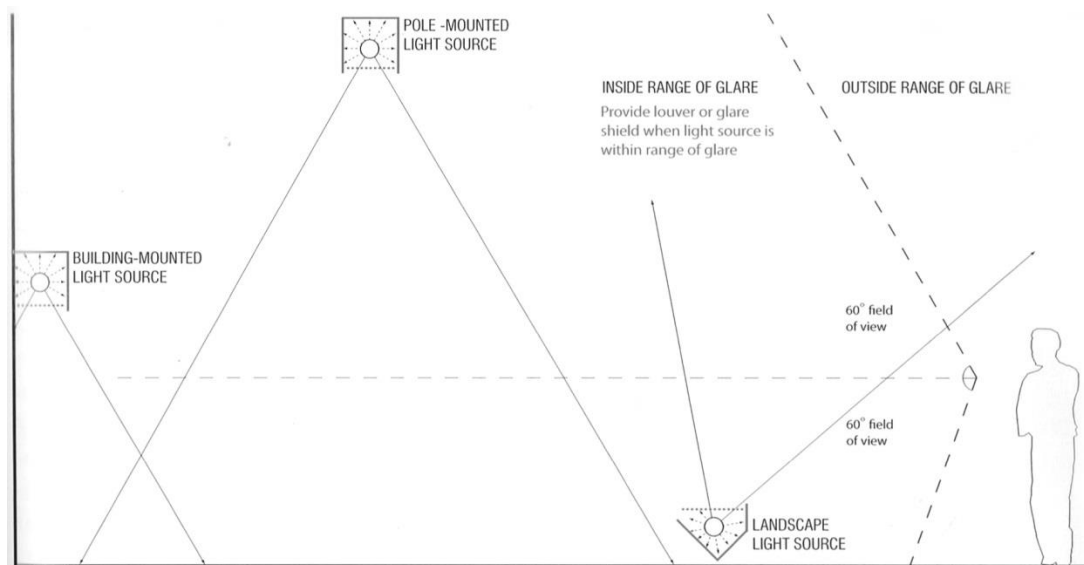 POLE -MOUNTED
LIGHT SOURCE
INSIDE RANGE OF GLARE
Provide louver or glare
shield when light source is
within range of glare
OUTSIDE RANGE OF GLARE
BUILDING-MOUNTED
LIGHT SOURCE
60° field
of view
60° field
of view
LANDSCAPE
LIGHT SOURCE